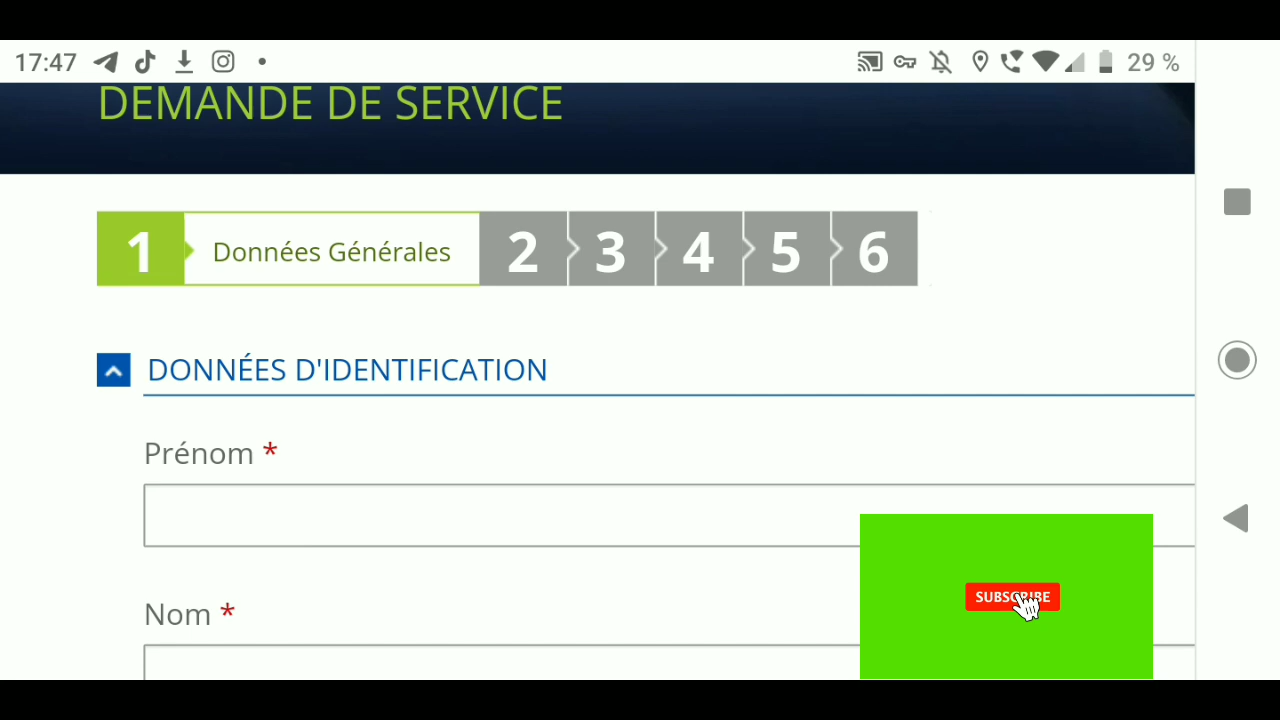 17:47 29 %
DEMANDE DE SERVICE
1 Données Générales 2 3 4 5 6
DONNÉES D'IDENTIFICATION
Prénom *
Nom *
SUBSCRIBE